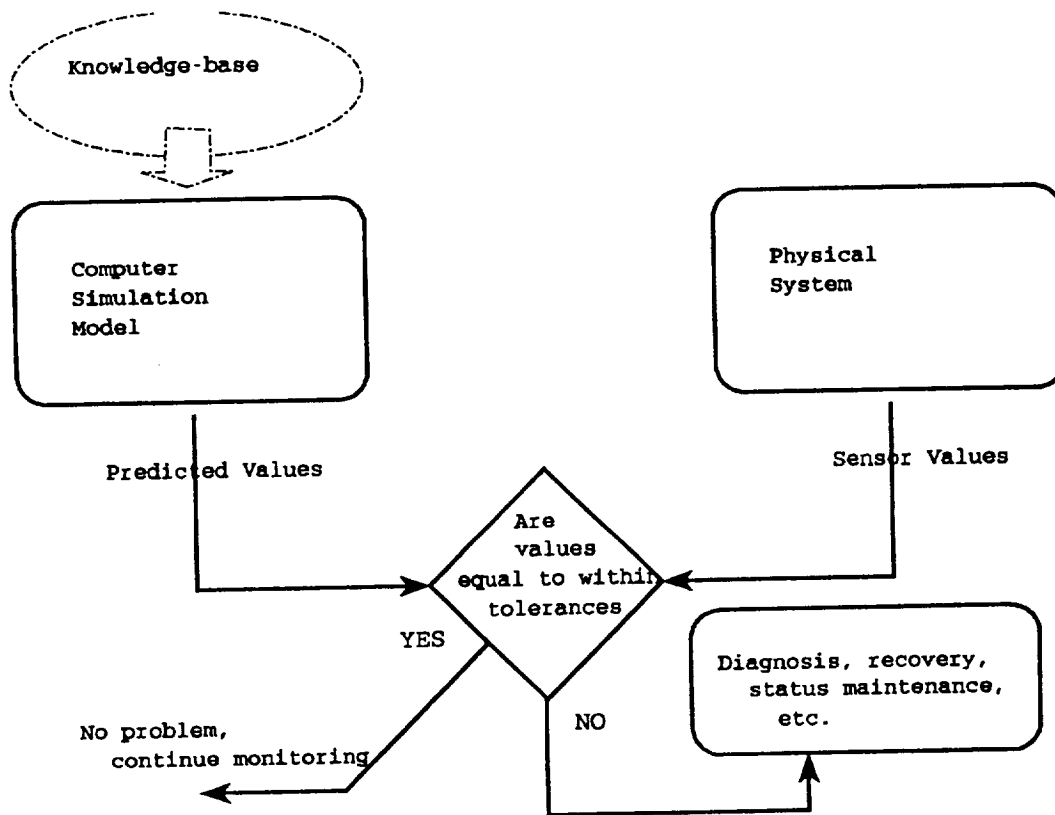 Knowledge-base
Computer
Simulation
Model
Physical
System
Predicted Values
Sensor Values
Are
values
equal to within
tolerances
YES
NO
Diagnosis, recovery,
status maintenance,
etc.
No problem,
continue monitoring